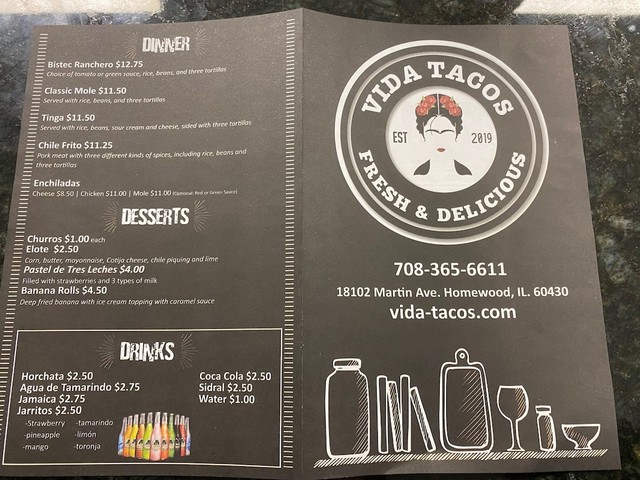 DINNER
Bistec Ranchero $12.75
Choice of tomato or green sauce, rice, beans, and three tortillas
Classic Mole $11.50
Served with rice, beans, and three tortillas
Tinga $11.50
Served with rice, beans, sour cream and cheese, sided with three tortillas
Chile Frito $11.25
Pork meat with three different kinds of spices, including rice, beans and
three tortillas
Enchiladas
Cheese $8.50 | Chicken $11.00 | Mole $11.00 (Optional: Red or Green Sauce)
DESSERTS
Churros $1.00 each
Elote $2.50
Corn, butter, mayonnaise, Cotija cheese, chile piquing and lime
Pastel de Tres Leches $4.00
Filled with strawberries and 3 types of milk
Banana Rolls $4.50
Deep fried banana with ice cream topping with caramel sauce
DRINKS
Horchata $2.50
Agua de Tamarindo $2.75
Jamaica $2.75
Jarritos $2.50
-Strawberry -tamarindo
-pineapple -limón
-mango -toronja
Coca Cola $2.50
Sidral $2.50
Water $1.00
VIDA TACOS
EST 2019
FRESH & DELICIOUS
708-365-6611
18102 Martin Ave. Homewood, IL. 60430
vida-tacos.com